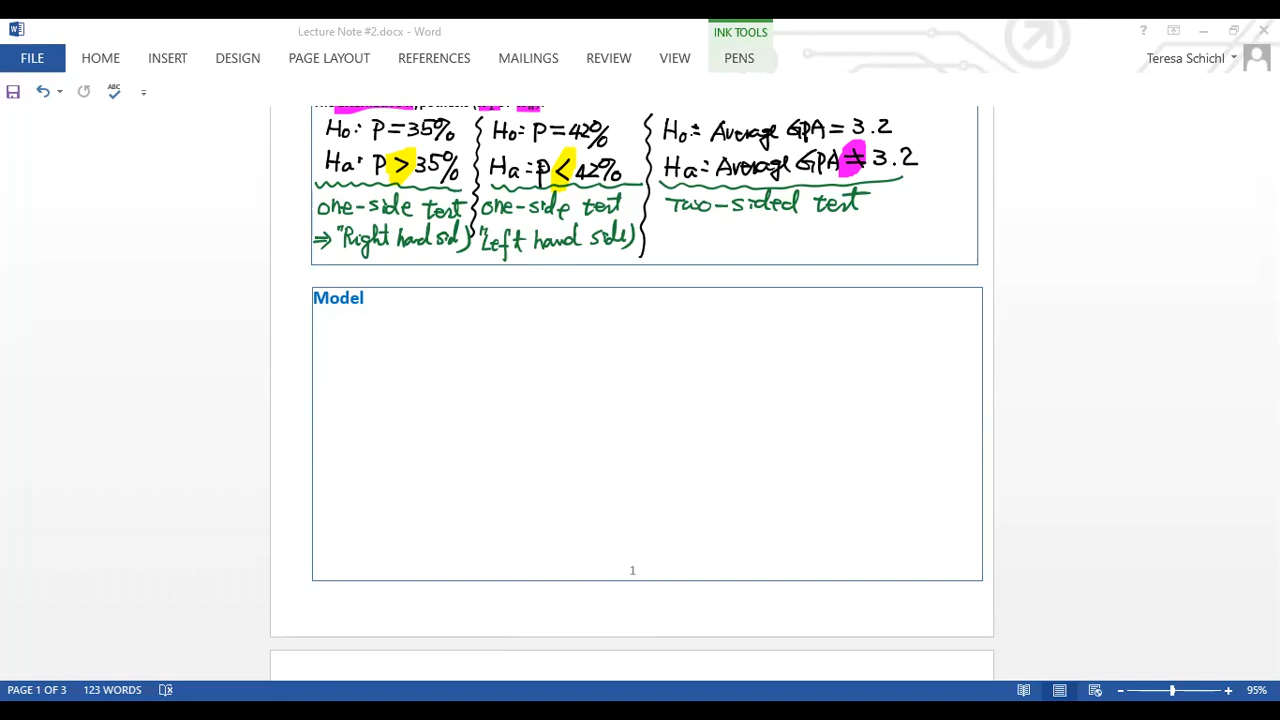 Lecture Note #2.docx - Word
INK TOOLS
FILE HOME INSERT DESIGN PAGE LAYOUT REFERENCES MAILINGS REVIEW VIEW PENS
Teresa Schichl
ABC
Ho: P=35%
Ha: P > 35%
one-side test
⇒ "Right hand sid)
Ho: P=42%
Ha: P < 42%
one-side test
"Left hand side)
Ho: Average GPA = 3.2
Ha: Average GPA ≠ 3.2
Two-sided test
Model
1
PAGE 1 OF 3 123 WORDS
95%